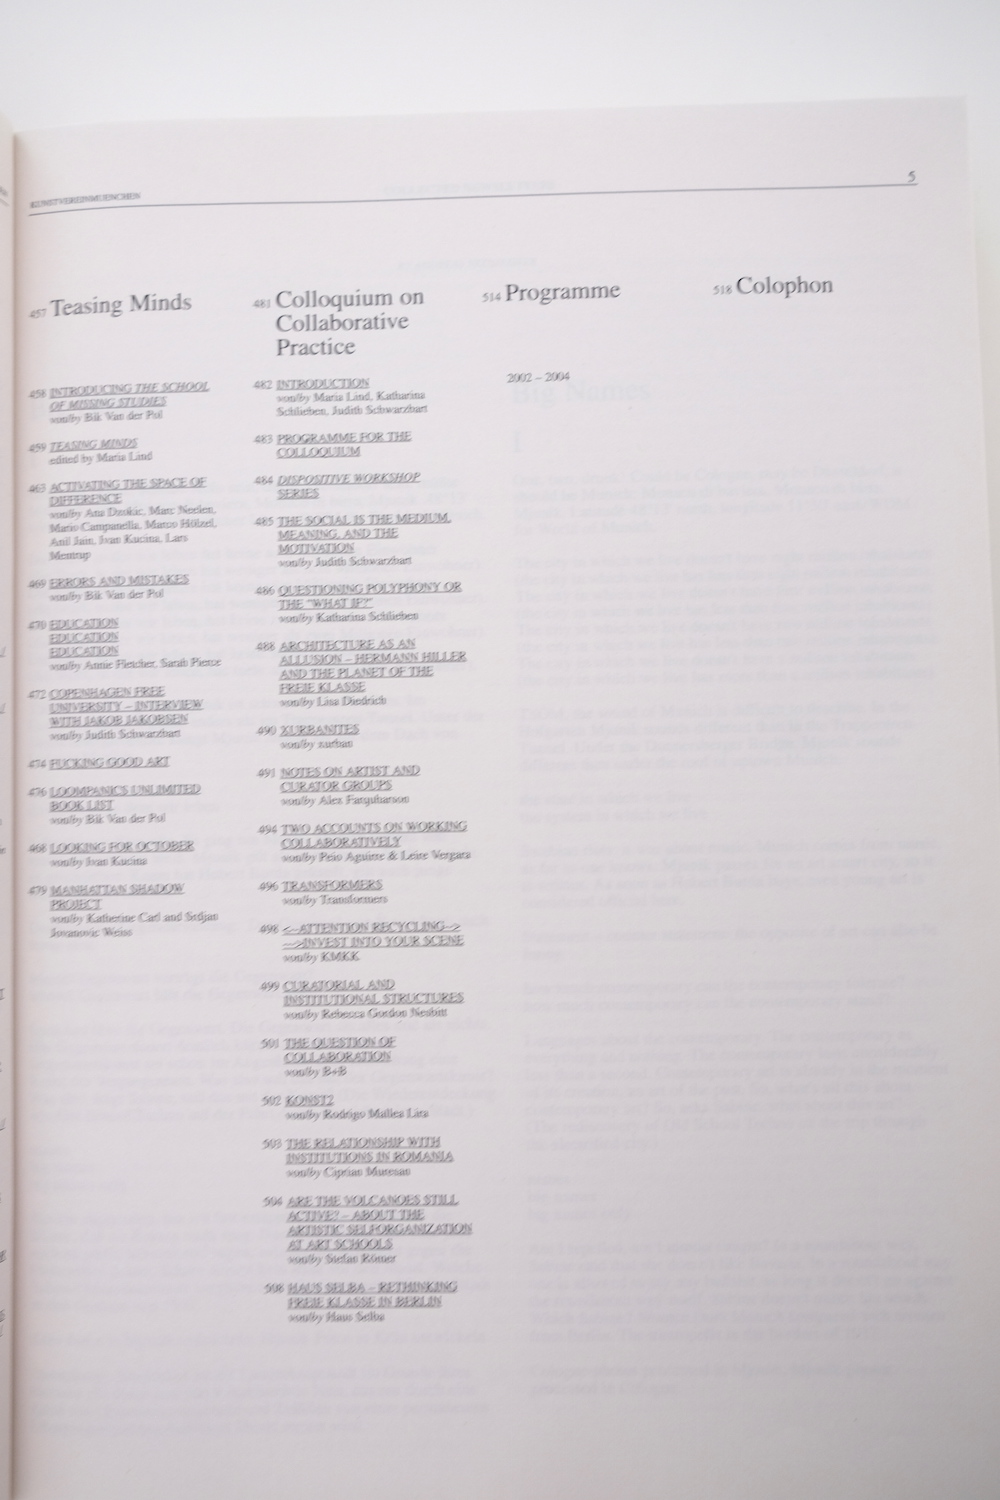 KUNSTVEREINMUENCHEN
5
457 Teasing Minds
458 INTRODUCING THE SCHOOL
OF MISSING STUDIES
von/by Bik Van der Pol
459 TEASING MINDS
edited by Maria Lind
463 ACTIVATING THE SPACE OF
DIFFERENCE
von/by Ana Dzokic, Marc Neelen,
Mario Campanella, Marco Hölzel,
Anil Jain, Ivan Kucina, Lars
Mentrup
469 ERRORS AND MISTAKES
von/by Bik Van der Pol
470 EDUCATION
EDUCATION
EDUCATION
von/by Annie Fletcher, Sarah Pierce
472 COPENHAGEN FREE
UNIVERSITY – INTERVIEW
WITH JAKOB JAKOBSEN
von/by Judith Schwarzbart
474 FUCKING GOOD ART
476 LOOMPANICS UNLIMITED
BOOK LIST
von/by Bik Van der Pol
468 LOOKING FOR OCTOBER
von/by Ivan Kucina
479 MANHATTAN SHADOW
PROJECT
von/by Katherine Carl and Srdjan
Jovanovic Weiss
481 Colloquium on
Collaborative
Practice
482 INTRODUCTION
von/by Maria Lind, Katharina
Schlieben, Judith Schwarzbart
483 PROGRAMME FOR THE
COLLOQUIUM
484 DISPOSITIVE WORKSHOP
SERIES
485 THE SOCIAL IS THE MEDIUM,
MEANING, AND THE
MOTIVATION
von/by Judith Schwarzbart
486 QUESTIONING POLYPHONY OR
THE "WHAT IF?"
von/by Katharina Schlieben
488 ARCHITECTURE AS AN
ALLUSION – HERMANN HILLER
AND THE PLANET OF THE
FREIE KLASSE
von/by Lisa Diedrich
490 XURBANITES
von/by xurban
491 NOTES ON ARTIST AND
CURATOR GROUPS
von/by Alex Farquharson
494 TWO ACCOUNTS ON WORKING
COLLABORATIVELY
von/by Peio Aguirre & Leire Vergara
496 TRANSFORMERS
von/by Transformers
498 <--ATTENTION RECYCLING-->
-->INVEST INTO YOUR SCENE
von/by KMKK
499 CURATORIAL AND
INSTITUTIONAL STRUCTURES
von/by Rebecca Gordon Nesbitt
501 THE QUESTION OF
COLLABORATION
von/by B+B
502 KONST2
von/by Rodrigo Mallea Lira
503 THE RELATIONSHIP WITH
INSTITUTIONS IN ROMANIA
von/by Ciprian Muresan
504 ARE THE VOLCANOES STILL
ACTIVE? – ABOUT THE
ARTISTIC SELFORGANIZATION
AT ART SCHOOLS
von/by Stefan Römer
508 HAUS SELBA – RETHINKING
FREIE KLASSE IN BERLIN
von/by Haus Selba
514 Programme
2002 – 2004
518 Colophon
Big Names